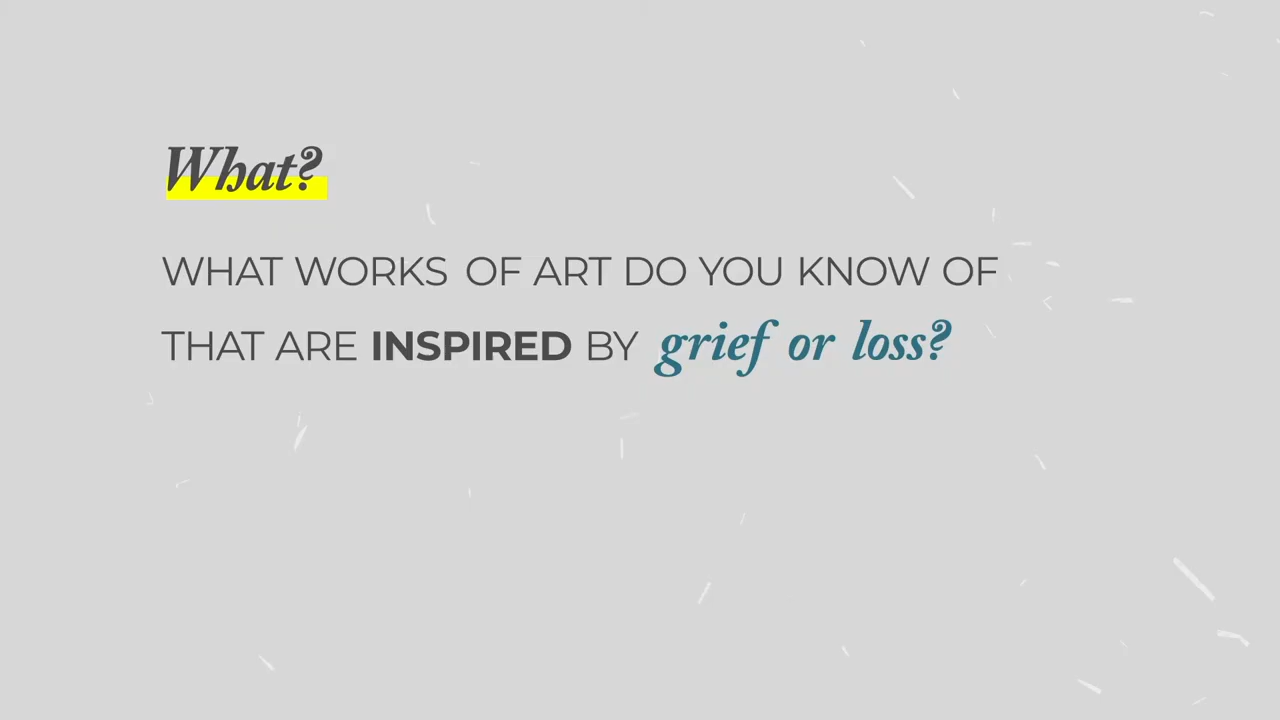 What?
WHAT WORKS OF ART DO YOU KNOW OF
THAT ARE INSPIRED BY grief or loss?